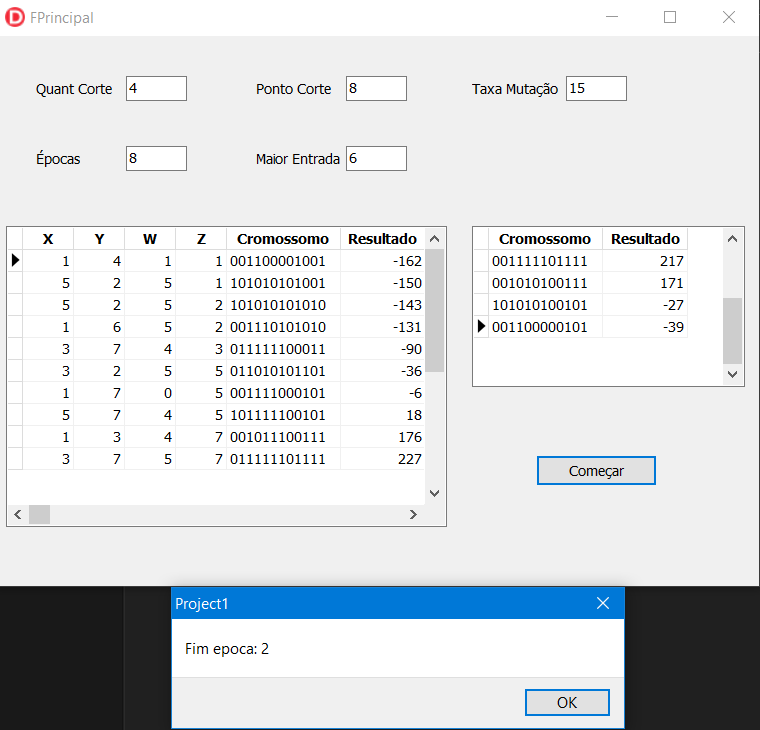 FPrincipal
Quant Corte 4 Ponto Corte 8 Taxa Mutação 15
Épocas 8 Maior Entrada 6
X Y W Z Cromossomo Resultado
1 4 1 1 001100001001 -162
5 2 5 1 101010101001 -150
5 2 5 2 101010101010 -143
1 6 5 2 001110101010 -131
3 7 4 3 011111100011 -90
3 2 5 5 011010101101 -36
1 7 0 5 001111000101 -6
5 7 4 5 101111100101 18
1 3 4 7 001011100111 176
3 7 5 7 011111101111 227
Cromossomo Resultado
001111101111 217
001010100111 171
101010100101 -27
001100000101 -39
Começar
Project1
Fim epoca: 2
OK